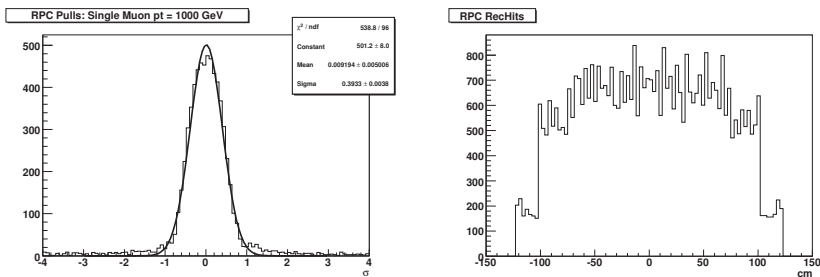 RPC Pulls: Single Muon pt = 1000 GeV
χ² / ndf 538.8 / 96
Constant 501.2 ± 8.0
Mean 0.009194 ± 0.005006
Sigma 0.3933 ± 0.0038
500
400
300
200
100
0
-4 -3 -2 -1 0 1 2 3 4
σ
RPC RecHits
800
700
600
500
400
300
200
100
0
-150 -100 -50 0 50 100 150
cm